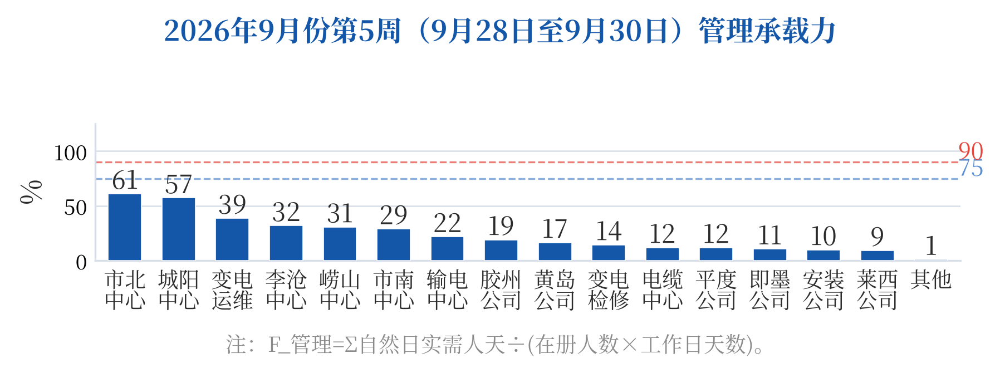 2026年9月份第5周（9月28日至9月30日）管理承载力
%
100
50
0
90
75
61 57 39 32 31 29 22 19 17 14 12 12 11 10 9 1
市北 城阳 变电 李沧 崂山 市南 输电 胶州 黄岛 变电 电缆 平度 即墨 安装 莱西 其他
中心 中心 运维 中心 中心 中心 中心 公司 公司 检修 中心 公司 公司 公司 公司
注：F_管理=Σ自然日实需人天÷(在册人数×工作日天数)。